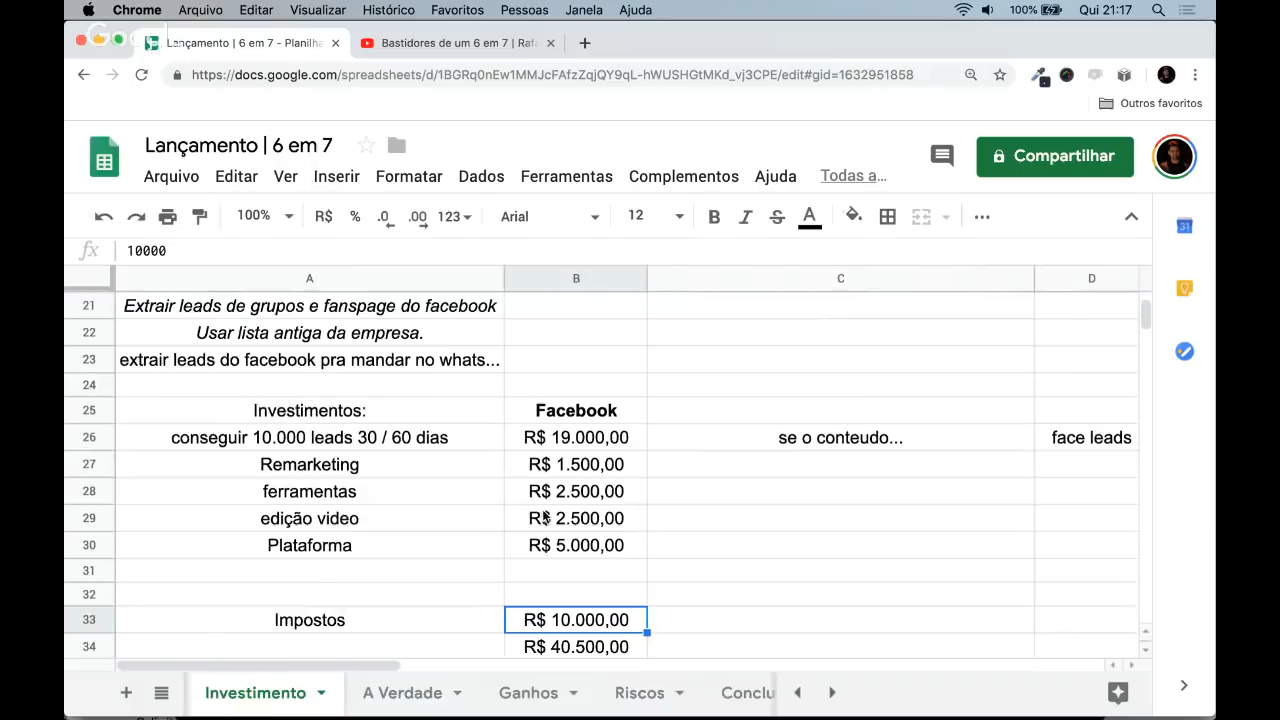 Chrome Arquivo Editar Visualizar Histórico Favoritos Pessoas Janela Ajuda 100% Qui 21:17
Lançamento | 6 em 7 - Planilha Bastidores de um 6 em 7 | Rafa
https://docs.google.com/spreadsheets/d/1BGRq0nEw1MMJcFAfzZqjQY9qL-hWUSHGtMKd_vj3CPE/edit#gid=1632951858
Outros favoritos
Lançamento | 6 em 7
Compartilhar
Arquivo Editar Ver Inserir Formatar Dados Ferramentas Complementos Ajuda Todas a...
100% R$ % .0 .00 123 Arial 12 B I S A
fx 10000
31
A B C D
21 Extrair leads de grupos e fanspage do facebook
22 Usar lista antiga da empresa.
23 extrair leads do facebook pra mandar no whats...
24
25 Investimentos: Facebook
26 conseguir 10.000 leads 30 / 60 dias R$ 19.000,00 se o conteudo... face leads
27 Remarketing R$ 1.500,00
28 ferramentas R$ 2.500,00
29 edição video R$ 2.500,00
30 Plataforma R$ 5.000,00
31
32
33 Impostos R$ 10.000,00
34 R$ 40.500,00
Investimento A Verdade Ganhos Riscos Conclu